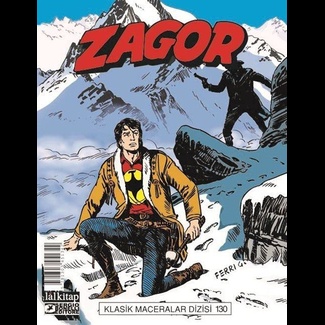 ZAGOR
FERRI G.
lal kitap
SERGIO
BONELLI
EDITORE
KLASİK MACERALAR DİZİSİ 130